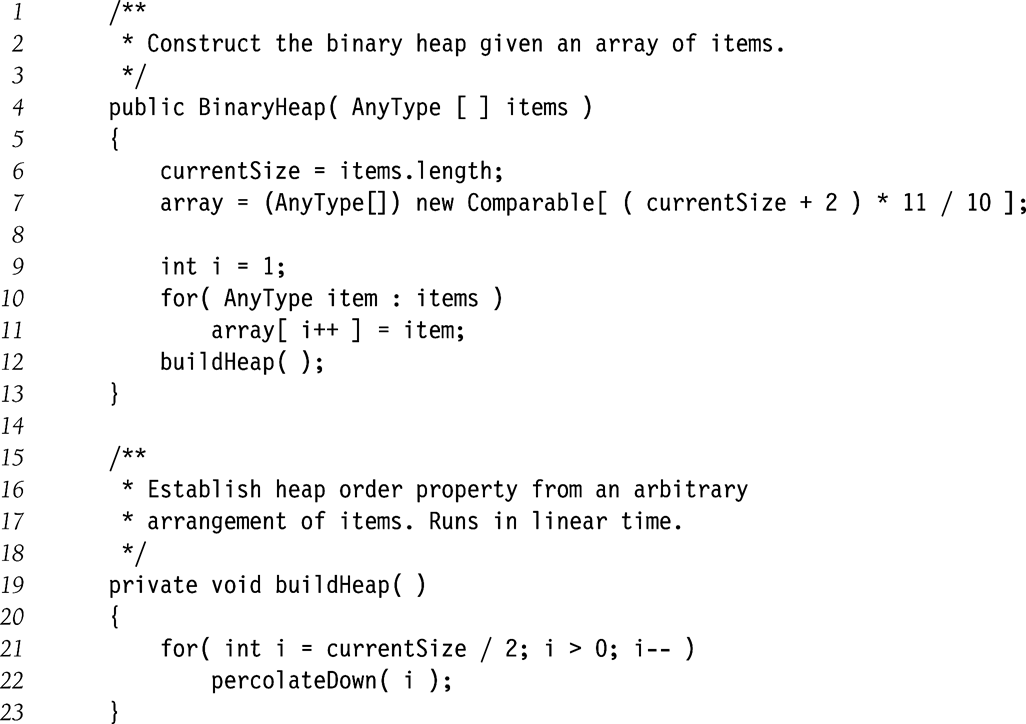 1 /**
2 * Construct the binary heap given an array of items.
3 */
4 public BinaryHeap( AnyType [ ] items )
5 {
6 currentSize = items.length;
7 array = (AnyType[]) new Comparable[ ( currentSize + 2 ) * 11 / 10 ];
8
9 int i = 1;
10 for( AnyType item : items )
11 array[ i++ ] = item;
12 buildHeap( );
13 }
14
15 /**
16 * Establish heap order property from an arbitrary
17 * arrangement of items. Runs in linear time.
18 */
19 private void buildHeap( )
20 {
21 for( int i = currentSize / 2; i > 0; i-- )
22 percolateDown( i );
23 }